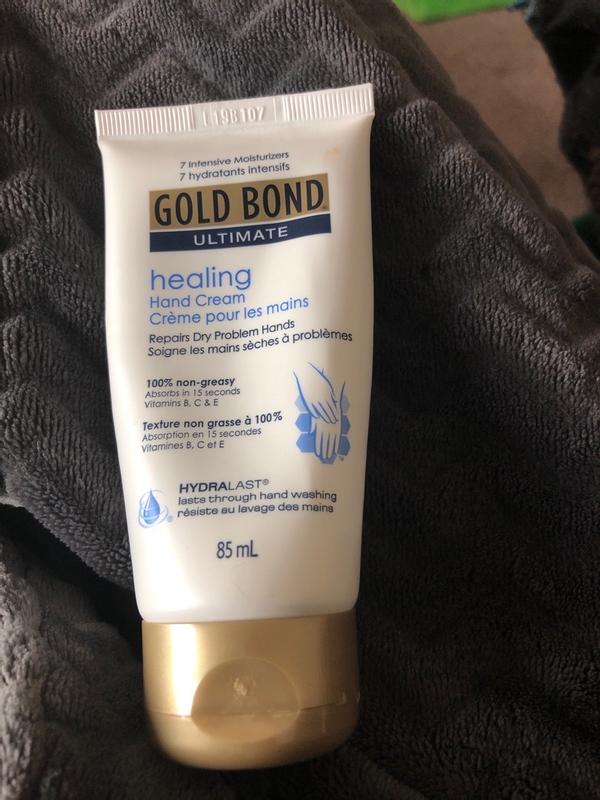 L19B107
7 Intensive Moisturizers
7 hydratants intensifs
GOLD BOND®
ULTIMATE
healing
Hand Cream
Crème pour les mains
Repairs Dry Problem Hands
Soigne les mains sèches à problèmes
100% non-greasy
Absorbs in 15 seconds
Vitamins B, C & E
Texture non grasse à 100%
Absorption en 15 secondes
Vitamines B, C et E
HYDRALAST®
lasts through hand washing
résiste au lavage des mains
85 mL